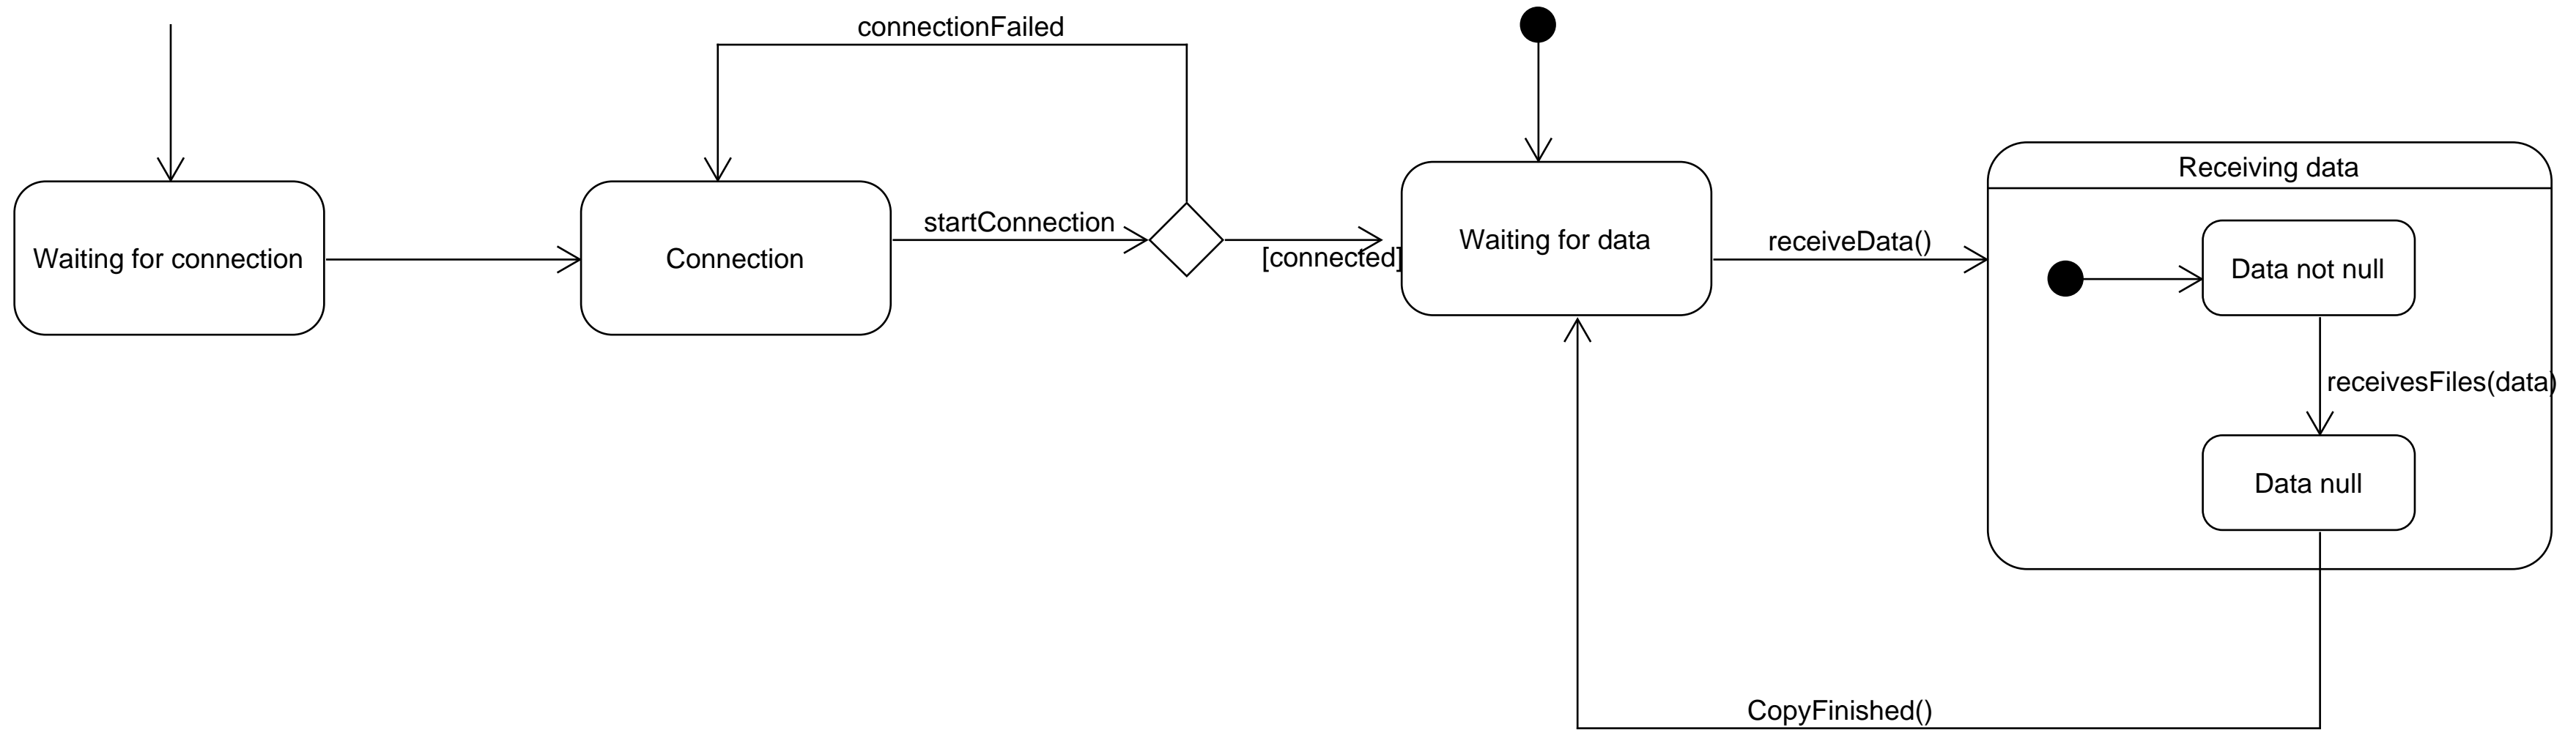 connectionFailed
Receiving data
startConnection
[connected]
Waiting for connection
Connection
Waiting for data
receiveData()
Data not null
receivesFiles(data)
Data null
CopyFinished()